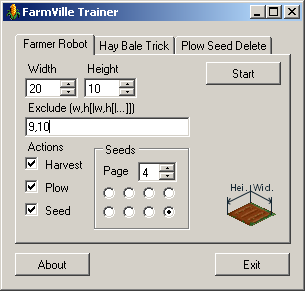 FarmVille Trainer
Farmer Robot Hay Bale Trick Plow Seed Delete
Width Height Start
20 10
Exclude (w,h[|w,h[|...]])
9,10
Actions Seeds
Harvest Page 4
Plow
Seed
Hei. Wid.
About Exit